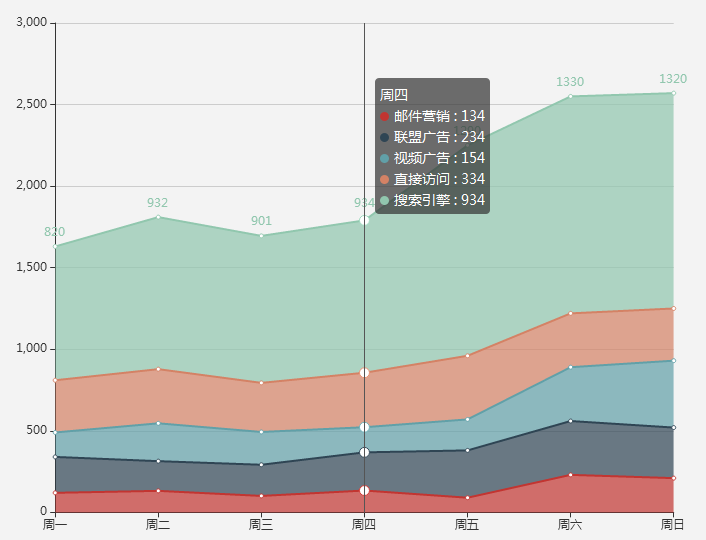 3,000
2,500
2,000
1,500
1,000
500
0
820
932
901
934
1330
1320
周四
邮件营销 : 134
联盟广告 : 234
视频广告 : 154
直接访问 : 334
搜索引擎 : 934
周一
周二
周三
周四
周五
周六
周日